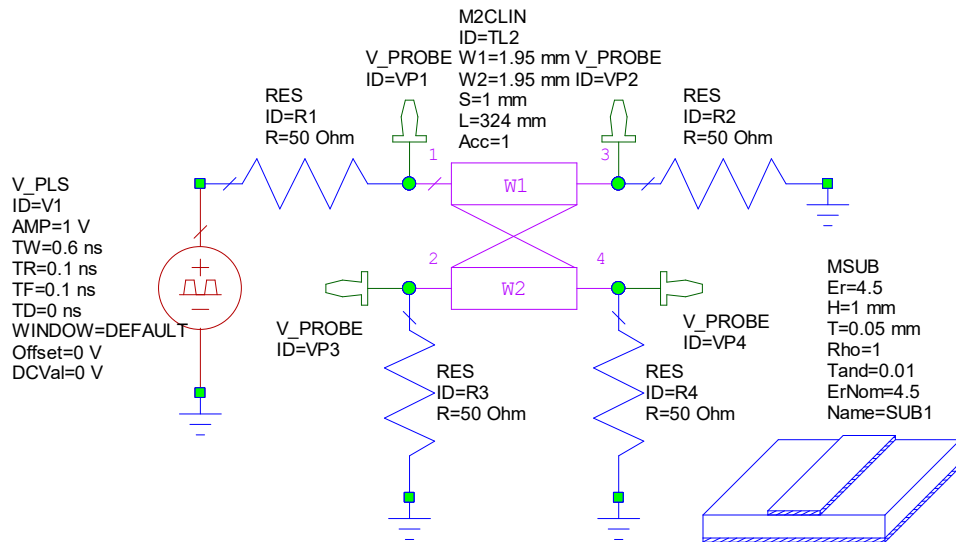 M2CLIN
ID=TL2
W1=1.95 mm
W2=1.95 mm
S=1 mm
L=324 mm
Acc=1
V_PROBE
ID=VP1
V_PROBE
ID=VP2
RES
ID=R1
R=50 Ohm
RES
ID=R2
R=50 Ohm
1
3
W1
V_PLS
ID=V1
AMP=1 V
TW=0.6 ns
TR=0.1 ns
TF=0.1 ns
TD=0 ns
WINDOW=DEFAULT
Offset=0 V
DCVal=0 V
2
4
W2
V_PROBE
ID=VP3
V_PROBE
ID=VP4
RES
ID=R3
R=50 Ohm
RES
ID=R4
R=50 Ohm
MSUB
Er=4.5
H=1 mm
T=0.05 mm
Rho=1
Tand=0.01
ErNom=4.5
Name=SUB1